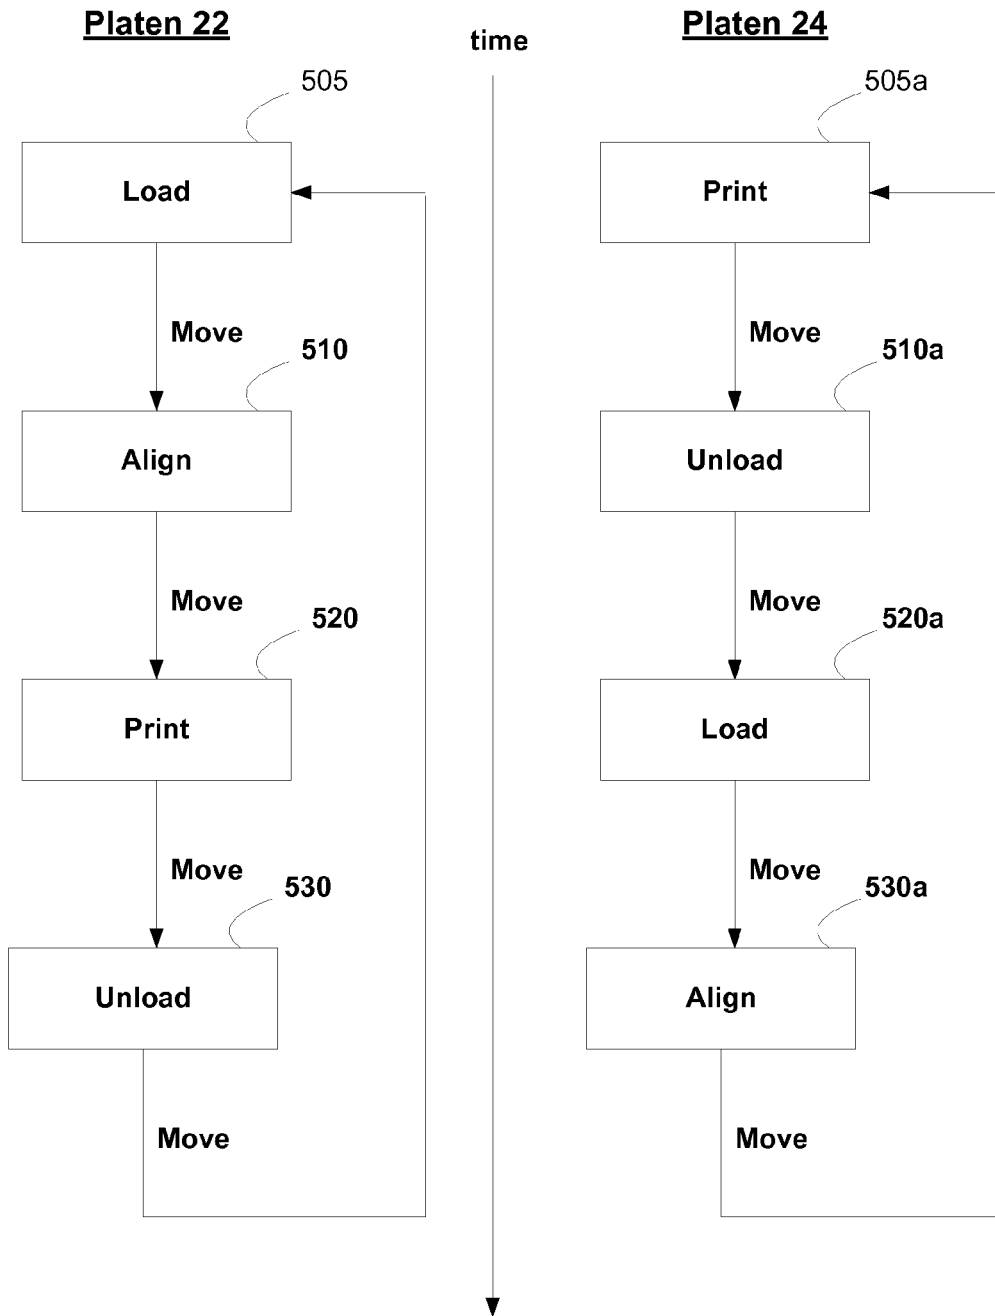 Platen 22
time
Platen 24
505
505a
Load
Print
Move
Move
510
510a
Align
Unload
Move
Move
520
520a
Print
Load
Move
Move
530
530a
Unload
Align
Move
Move